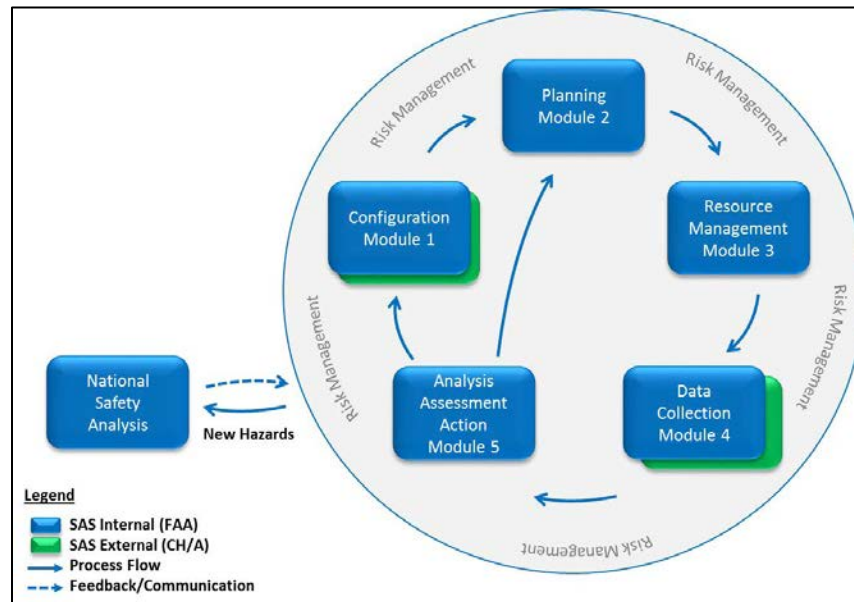 Risk Management
Risk Management
Planning
Module 2
Configuration
Module 1
Resource
Management
Module 3
Risk Management
Risk Management
National
Safety
Analysis
New Hazards
Analysis
Assessment
Action
Module 5
Data
Collection
Module 4
Risk Management
Legend
SAS Internal (FAA)
SAS External (CH/A)
Process Flow
Feedback/Communication